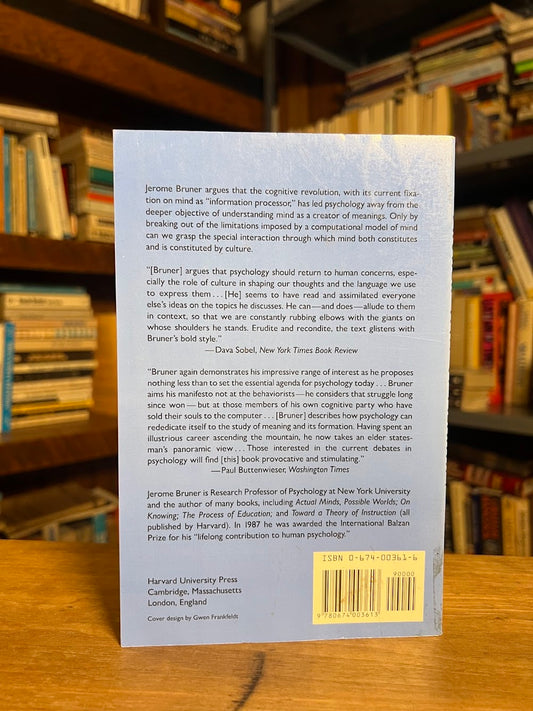 Jerome Bruner argues that the cognitive revolution, with its current fixa-
tion on mind as "information processor," has led psychology away from the
deeper objective of understanding mind as a creator of meanings. Only by
breaking out of the limitations imposed by a computational model of mind
can we grasp the special interaction through which mind both constitutes
and is constituted by culture.
"[Bruner] argues that psychology should return to human concerns, espe-
cially the role of culture in shaping our thoughts and the language we use
to express them . . . [He] seems to have read and assimilated everyone
else's ideas on the topics he discusses. He can—and does—allude to them
in context, so that we are constantly rubbing elbows with the giants on
whose shoulders he stands. Erudite and recondite, the text glistens with
Bruner's bold style."
—Dava Sobel, New York Times Book Review
"Bruner again demonstrates his impressive range of interest as he proposes
nothing less than to set the essential agenda for psychology today . . . Bruner
aims his manifesto not at the behaviorists—he considers that struggle long
since won—but at those members of his own cognitive party who have
sold their souls to the computer . . . [Bruner] describes how psychology can
rededicate itself to the study of meaning and its formation. Having spent an
illustrious career ascending the mountain, he now takes an elder states-
man's panoramic view . . . Those interested in the current debates in
psychology will find [this] book provocative and stimulating."
—Paul Buttenwieser, Washington Times
Jerome Bruner is Research Professor of Psychology at New York University
and the author of many books, including Actual Minds, Possible Worlds; On
Knowing; The Process of Education; and Toward a Theory of Instruction (all
published by Harvard). In 1987 he was awarded the International Balzan
Prize for his "lifelong contribution to human psychology."
Harvard University Press
Cambridge, Massachusetts
London, England
Cover design by Gwen Frankfeldt
ISBN 0-674-00361-6
90000
9 780674 003613